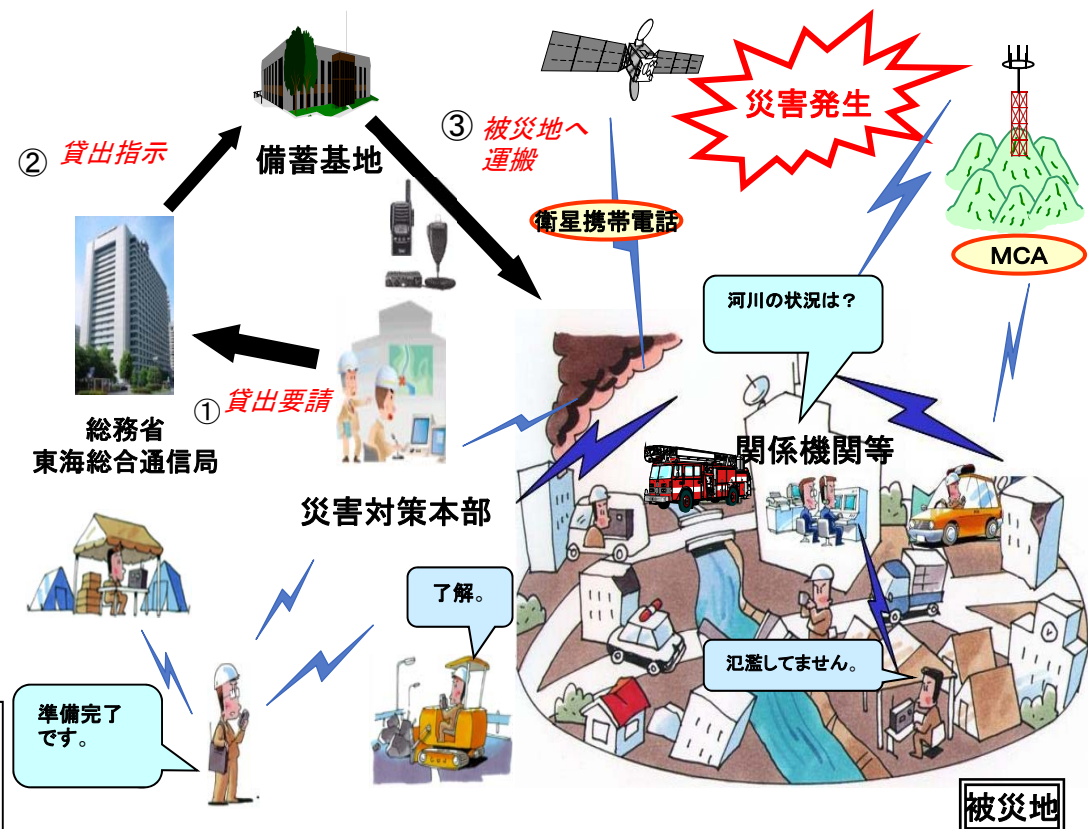 災害発生
③ 被災地へ
運搬
② 貸出指示
備蓄基地
衛星携帯電話
MCA
河川の状況は？
① 貸出要請
総務省
東海総合通信局
関係機関等
災害対策本部
了解。
氾濫してません。
準備完了
です。
被災地